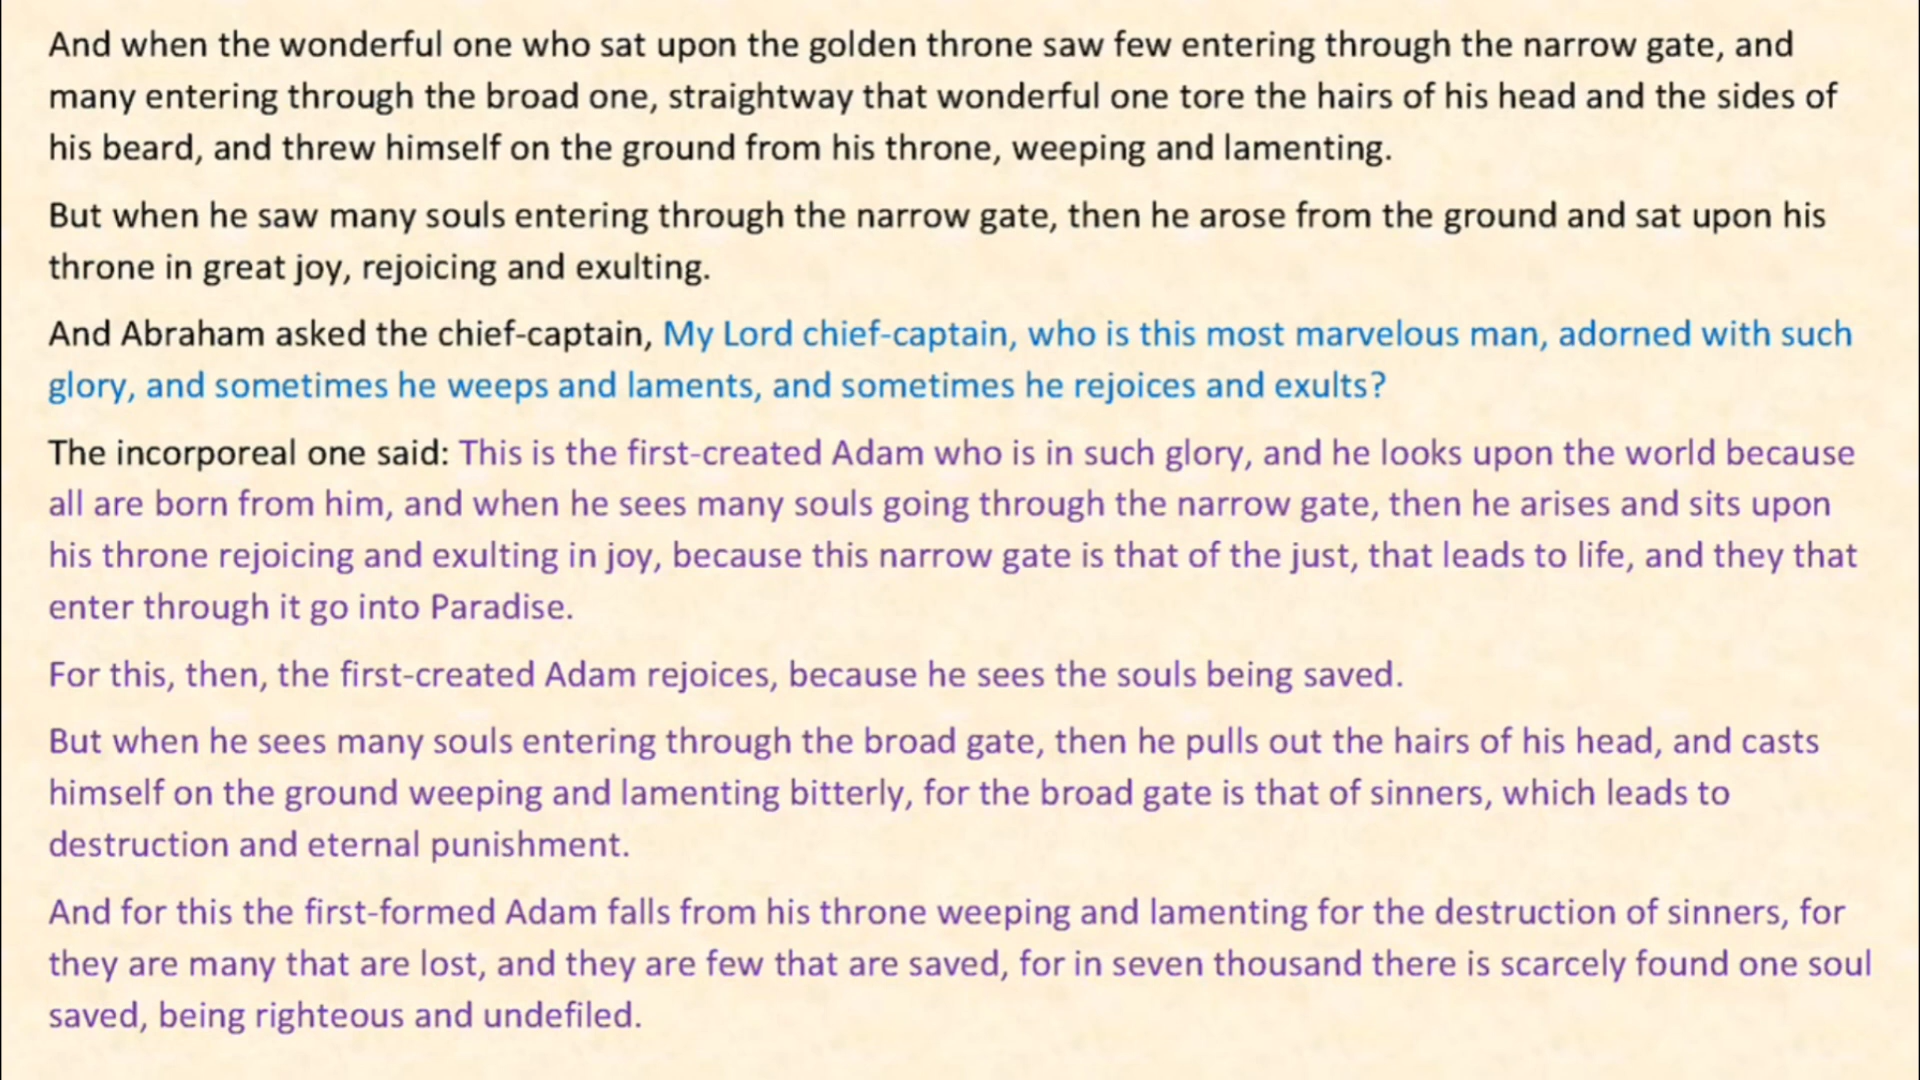 And when the wonderful one who sat upon the golden throne saw few entering through the narrow gate, and
many entering through the broad one, straightway that wonderful one tore the hairs of his head and the sides of
his beard, and threw himself on the ground from his throne, weeping and lamenting.
But when he saw many souls entering through the narrow gate, then he arose from the ground and sat upon his
throne in great joy, rejoicing and exulting.
And Abraham asked the chief-captain, My Lord chief-captain, who is this most marvelous man, adorned with such
glory, and sometimes he weeps and laments, and sometimes he rejoices and exults?
The incorporeal one said: This is the first-created Adam who is in such glory, and he looks upon the world because
all are born from him, and when he sees many souls going through the narrow gate, then he arises and sits upon
his throne rejoicing and exulting in joy, because this narrow gate is that of the just, that leads to life, and they that
enter through it go into Paradise.
For this, then, the first-created Adam rejoices, because he sees the souls being saved.
But when he sees many souls entering through the broad gate, then he pulls out the hairs of his head, and casts
himself on the ground weeping and lamenting bitterly, for the broad gate is that of sinners, which leads to
destruction and eternal punishment.
And for this the first-formed Adam falls from his throne weeping and lamenting for the destruction of sinners, for
they are many that are lost, and they are few that are saved, for in seven thousand there is scarcely found one soul
saved, being righteous and undefiled.